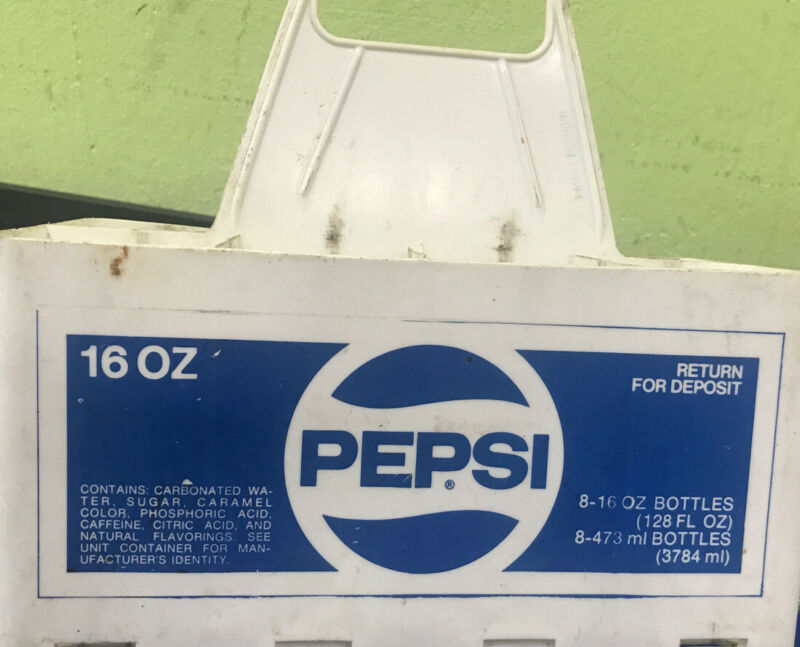 16 OZ
RETURN
FOR DEPOSIT
PEPSI®
CONTAINS: CARBONATED WA-
TER, SUGAR, CARAMEL
COLOR, PHOSPHORIC ACID,
CAFFEINE, CITRIC ACID, AND
NATURAL FLAVORINGS. SEE
UNIT CONTAINER FOR MAN-
UFACTURER'S IDENTITY.
8-16 OZ BOTTLES
(128 FL OZ)
8-473 ml BOTTLES
(3784 ml)